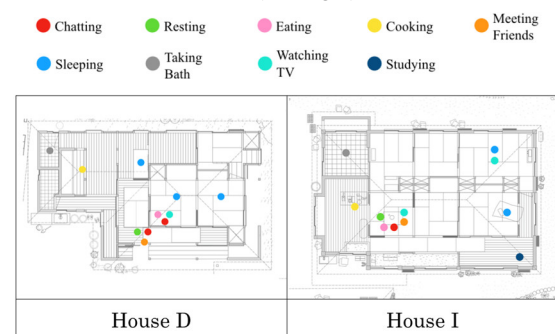 Chatting
Resting
Eating
Cooking
Meeting
Friends
Sleeping
Taking
Bath
Watching
TV
Studying
House D
House I